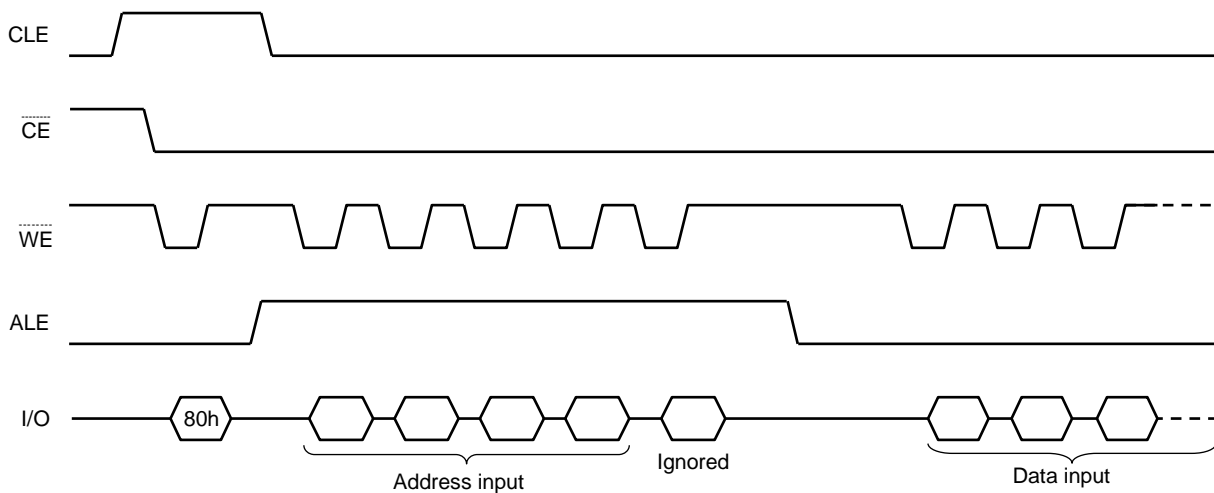 CLE
CE
WE
ALE
I/O
80h
Address input
Ignored
Data input